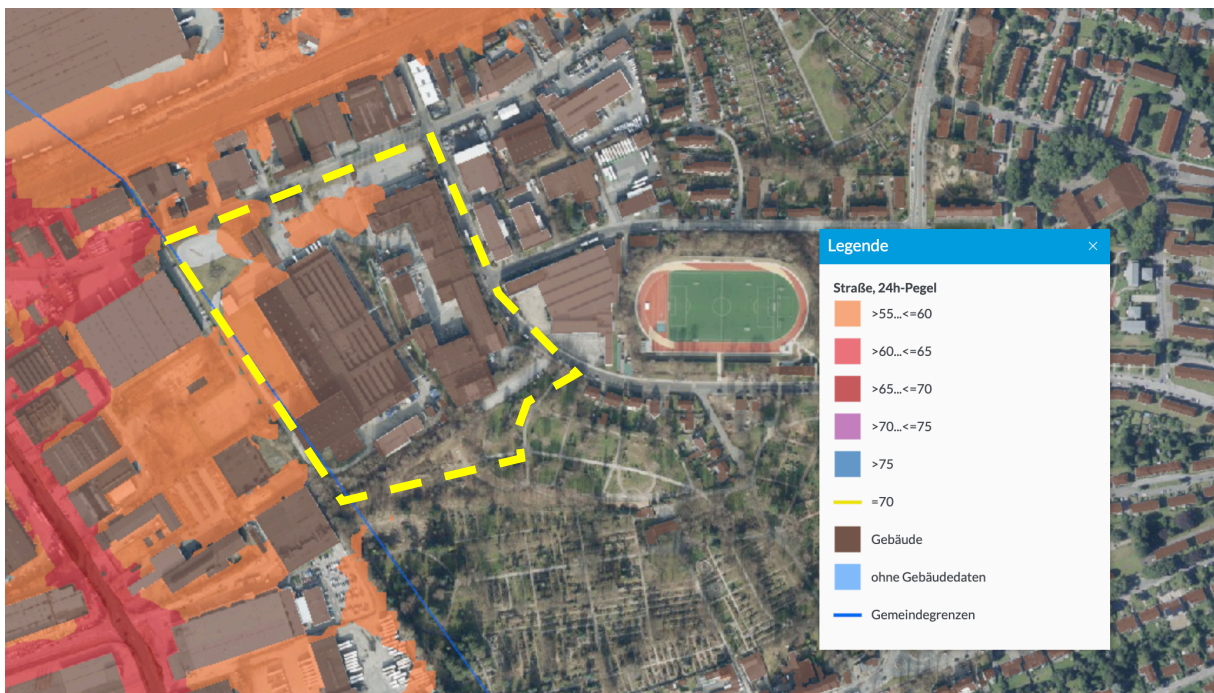 Legende
Straße, 24h-Pegel
>55...<=60
>60...<=65
>65...<=70
>70...<=75
>75
=70
Gebäude
ohne Gebäudedaten
Gemeindegrenzen